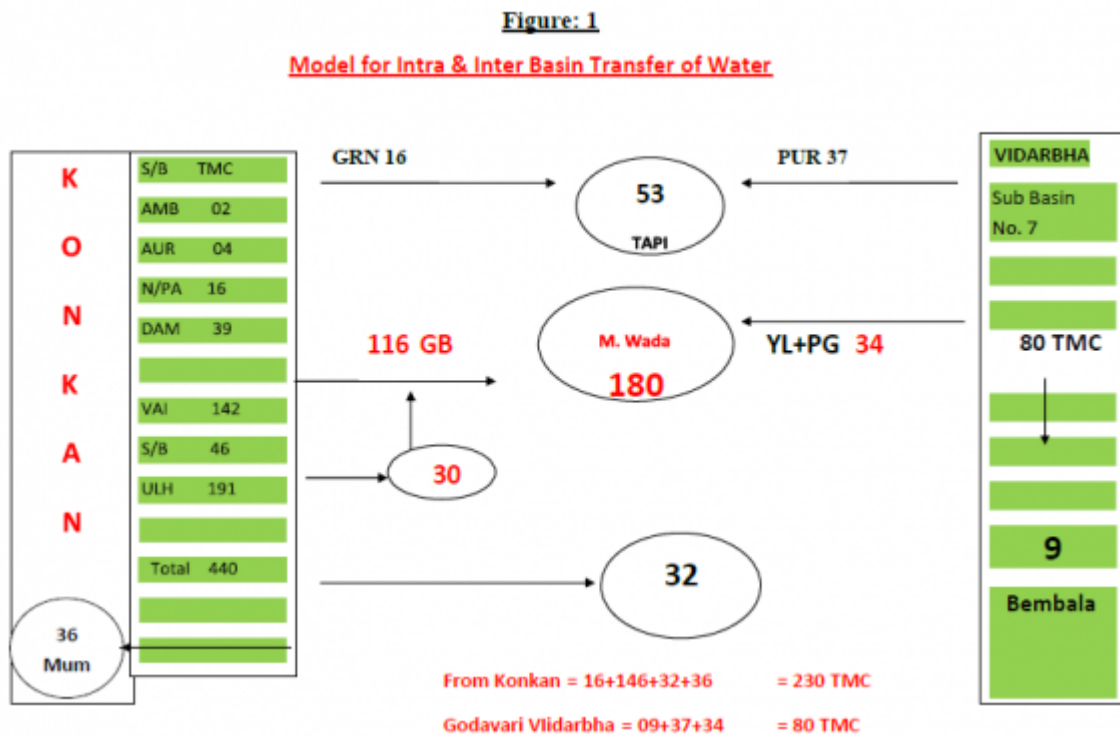 Figure: 1
Model for Intra & Inter Basin Transfer of Water
K
O
N
K
A
N
S/B TMC
AMB 02
AUR 04
N/PA 16
DAM 39
VAI 142
S/B 46
ULH 191
Total 440
36
Mum
GRN 16
53
TAPI
PUR 37
116 GB
M. Wada
180
YL+PG 34
30
32
VIDARBHA
Sub Basin
No. 7
80 TMC
9
Bembala
From Konkan = 16+146+32+36 = 230 TMC
Godavari VIidarbha = 09+37+34 = 80 TMC